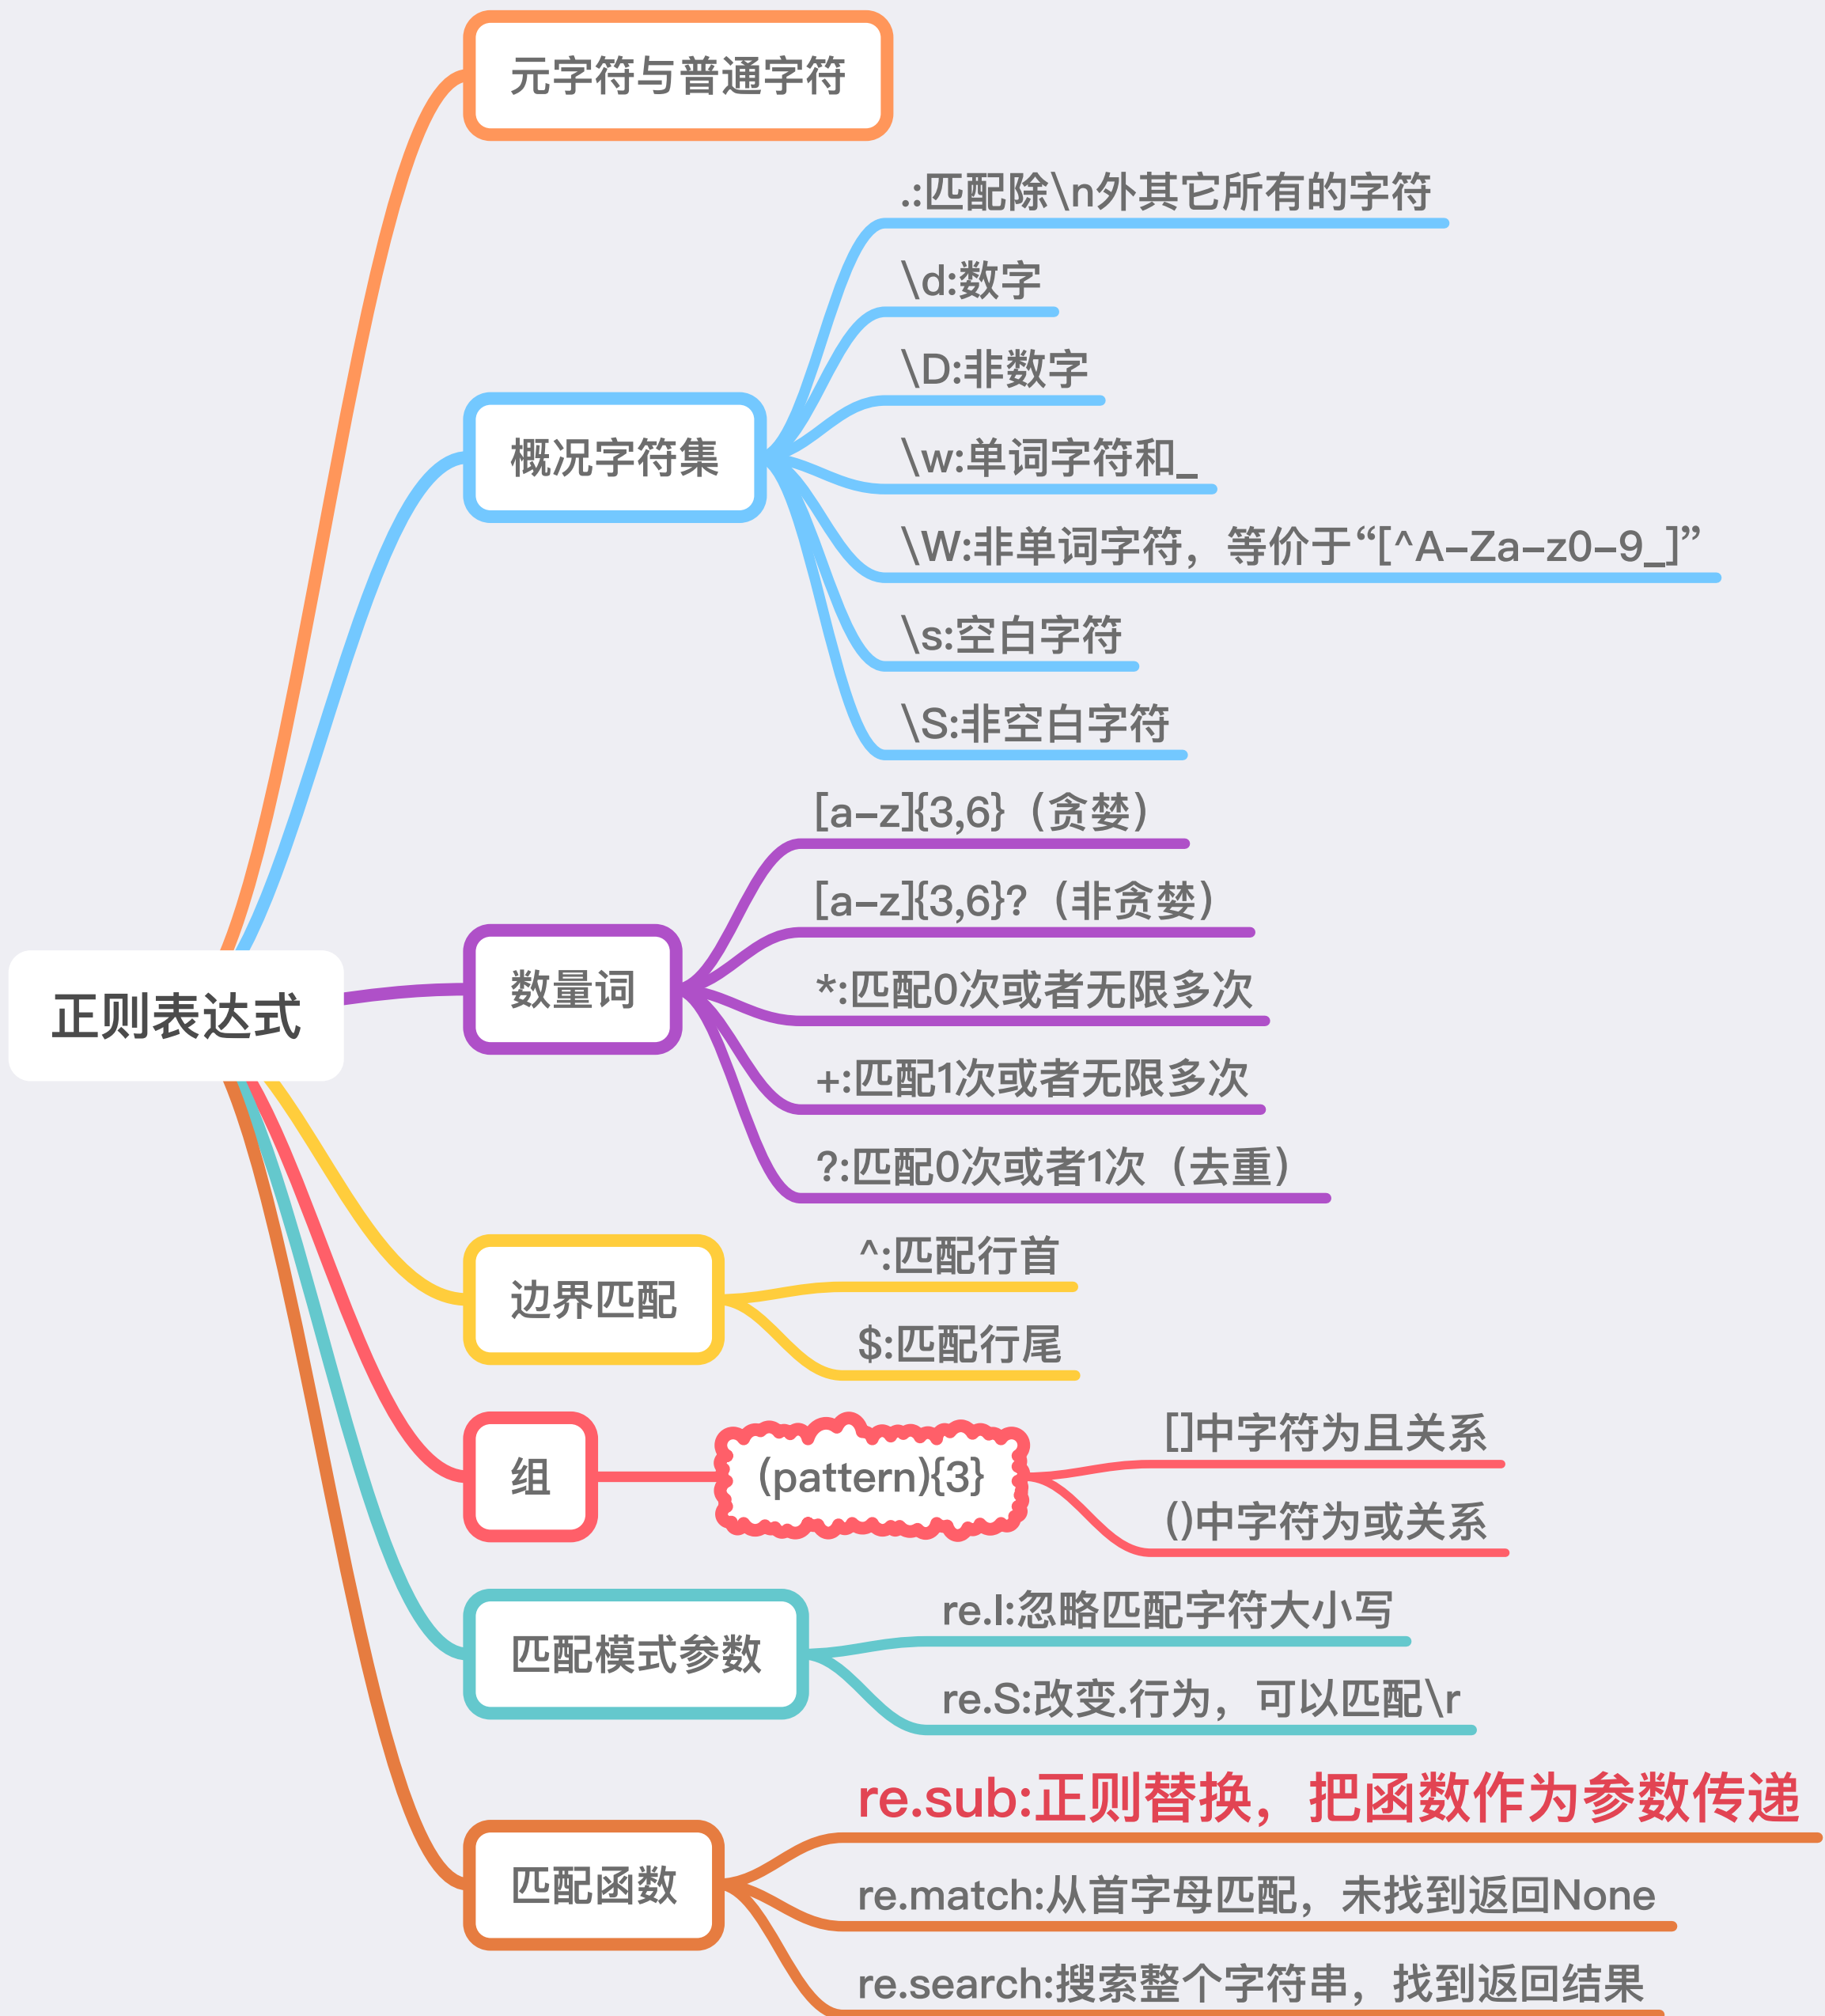 正则表达式
元字符与普通字符
概况字符集
.:匹配除\n外其它所有的字符
\d:数字
\D:非数字
\w:单词字符和_
\W:非单词字符，等价于“[^A-Za-z0-9_]”
\s:空白字符
\S:非空白字符
数量词
[a-z]{3,6}（贪婪）
[a-z]{3,6}?（非贪婪）
*:匹配0次或者无限多次
+:匹配1次或者无限多次
?:匹配0次或者1次（去重）
边界匹配
^:匹配行首
$:匹配行尾
组
(pattern){3}
[]中字符为且关系
()中字符为或关系
匹配模式参数
re.I:忽略匹配字符大小写
re.S:改变.行为，可以匹配\r
匹配函数
re.sub:正则替换，把函数作为参数传递
re.match:从首字母匹配，未找到返回None
re.search:搜索整个字符串，找到返回结果